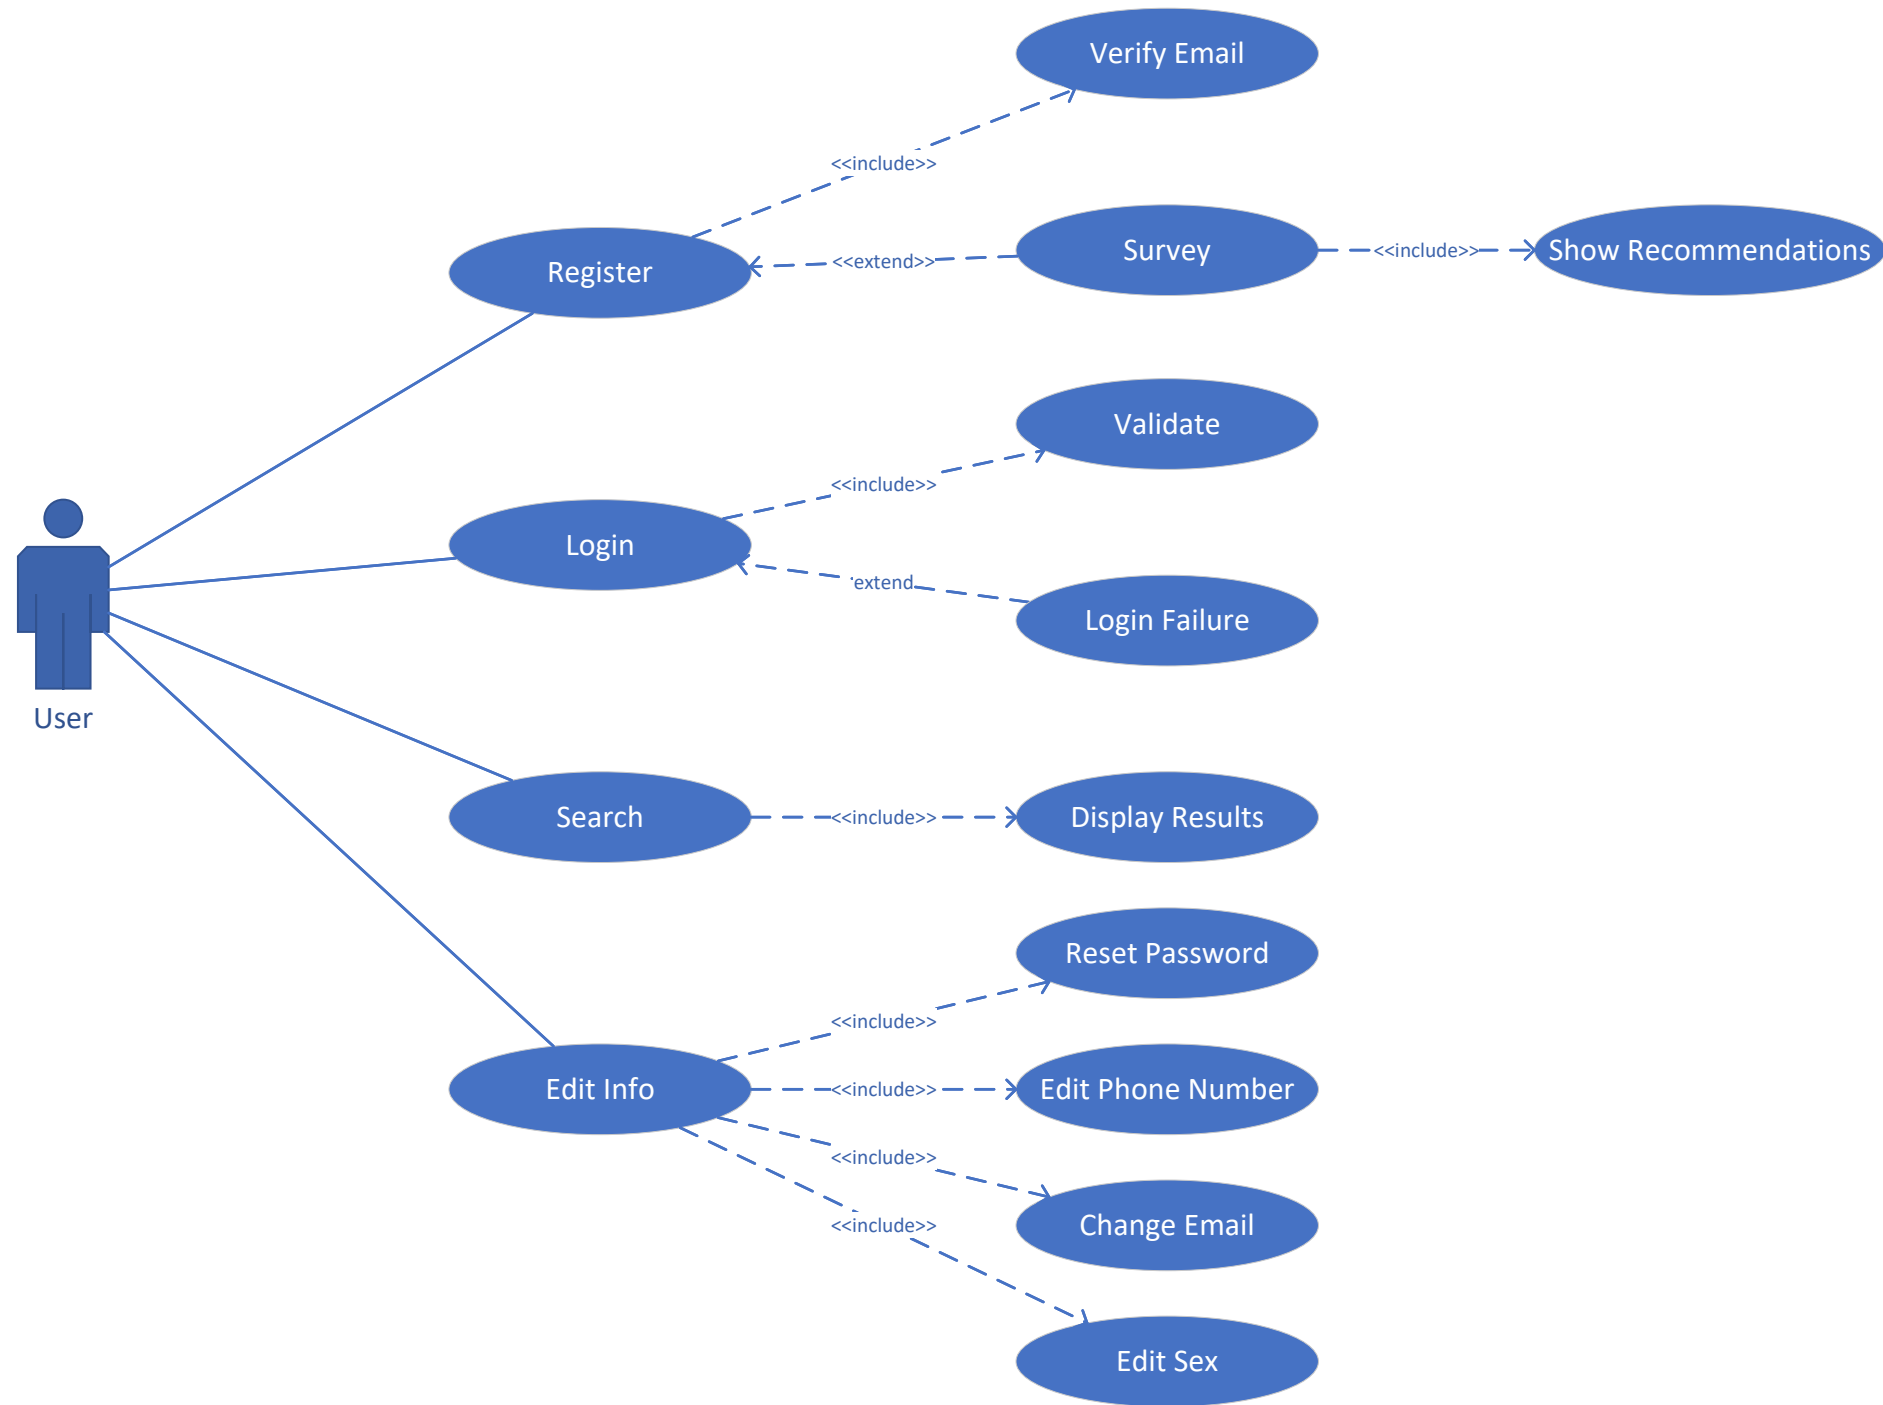 Verify Email
<<include>>
Survey
Show Recommendations
Register
<<extend>>
<<include>>
Validate
<<include>>
Login
extend
Login Failure
User
Search
<<include>>
Display Results
Reset Password
<<include>>
Edit Info
<<include>>
Edit Phone Number
<<include>>
Change Email
<<include>>
Edit Sex